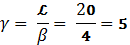 γ = ℒ/β = 20/4 = 5